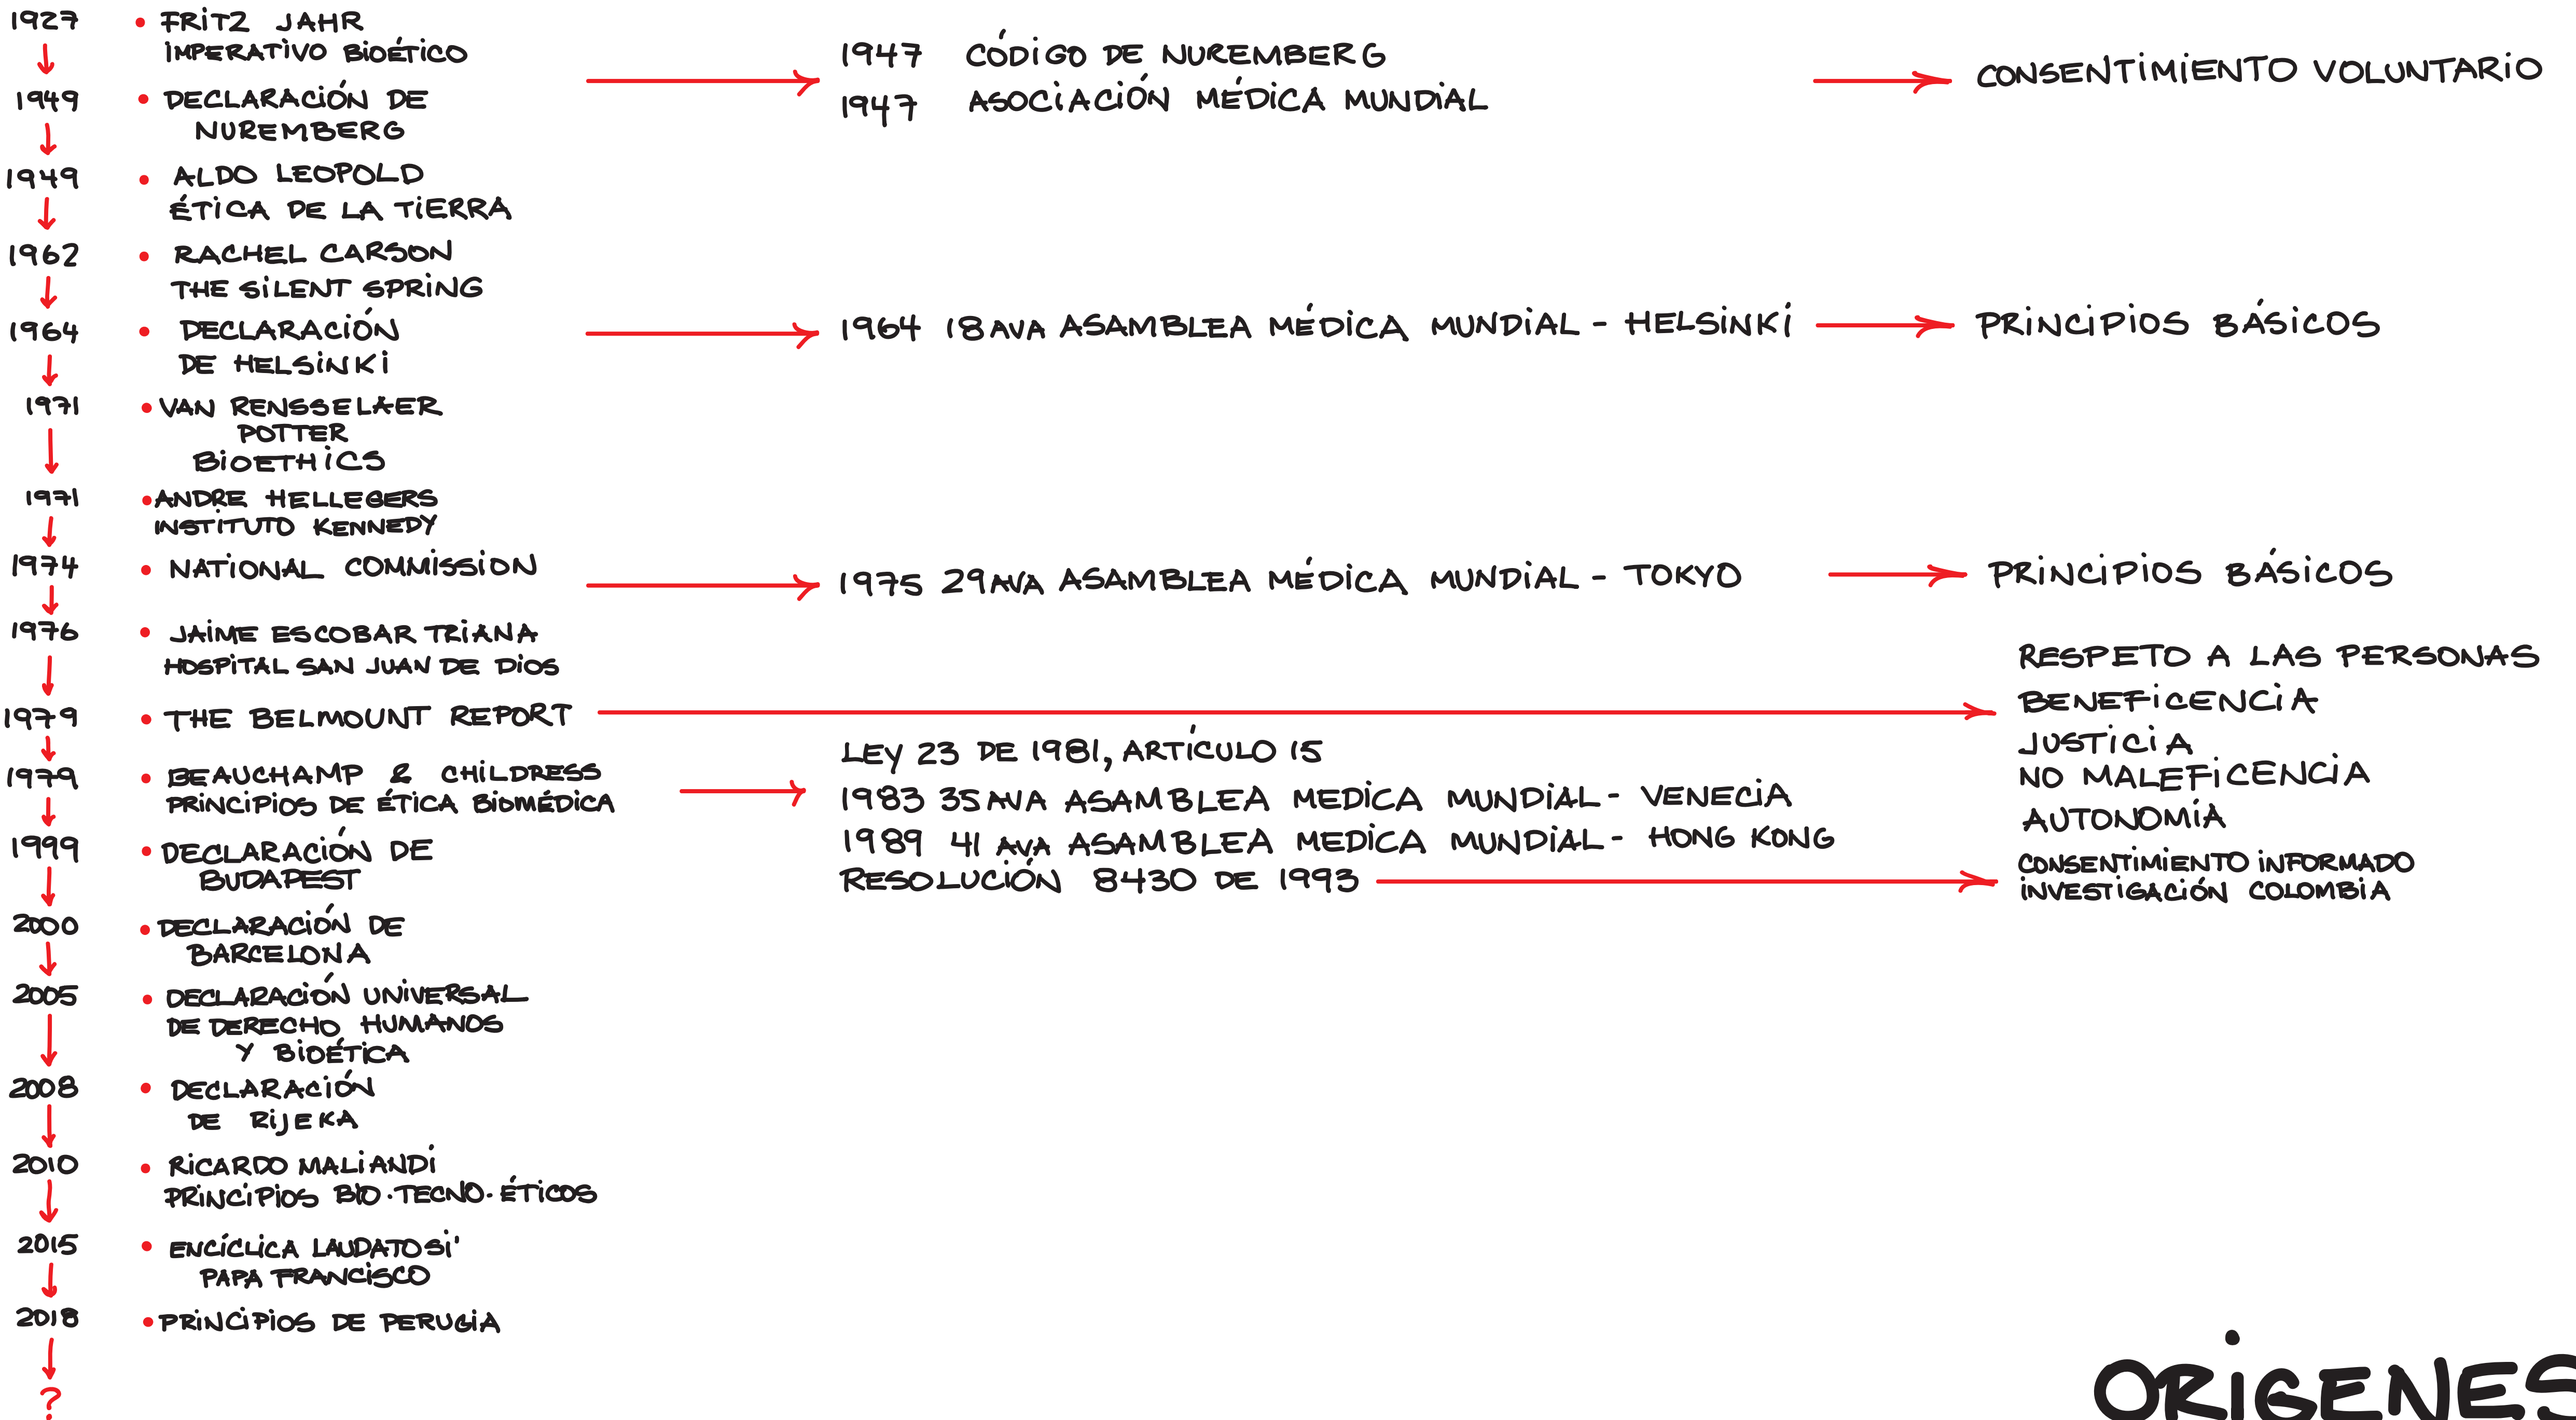 1927 • FRITZ JAHR
IMPERATIVO BIOÉTICO
1949 • DECLARACIÓN DE
NUREMBERG
1949 • ALDO LEOPOLD
ÉTICA DE LA TIERRA
1962 • RACHEL CARSON
THE SILENT SPRING
1964 • DECLARACIÓN
DE HELSINKI
1971 • VAN RENSSELAER
POTTER
BIOETHICS
1971 • ANDRE HELLEGERS
INSTITUTO KENNEDY
1974 • NATIONAL COMMISSION
1976 • JAIME ESCOBAR TRIANA
HOSPITAL SAN JUAN DE DIOS
1979 • THE BELMOUNT REPORT
1979 • BEAUCHAMP & CHILDRESS
PRINCIPIOS DE ÉTICA BIOMÉDICA
1999 • DECLARACIÓN DE
BUDAPEST
2000 • DECLARACIÓN DE
BARCELONA
2005 • DECLARACIÓN UNIVERSAL
DE DERECHO HUMANOS
Y BIOÉTICA
2008 • DECLARACIÓN
DE RIJEKA
2010 • RICARDO MALIANDI
PRINCIPIOS BIO·TECNO·ÉTICOS
2015 • ENCÍCLICA LAUDATO SI'
PAPA FRANCISCO
2018 • PRINCIPIOS DE PERUGIA
?
1947 CÓDIGO DE NUREMBERG
1947 ASOCIACIÓN MÉDICA MUNDIAL
1964 18AVA ASAMBLEA MÉDICA MUNDIAL - HELSINKI
1975 29AVA ASAMBLEA MÉDICA MUNDIAL - TOKYO
LEY 23 DE 1981, ARTÍCULO 15
1983 35AVA ASAMBLEA MEDICA MUNDIAL - VENECIA
1989 41 AVA ASAMBLEA MEDICA MUNDIAL - HONG KONG
RESOLUCIÓN 8430 DE 1993
CONSENTIMIENTO VOLUNTARIO
PRINCIPIOS BÁSICOS
PRINCIPIOS BÁSICOS
RESPETO A LAS PERSONAS
BENEFICENCIA
JUSTICIA
NO MALEFICENCIA
AUTONOMÍA
CONSENTIMIENTO INFORMADO
INVESTIGACIÓN COLOMBIA
ORIGENES